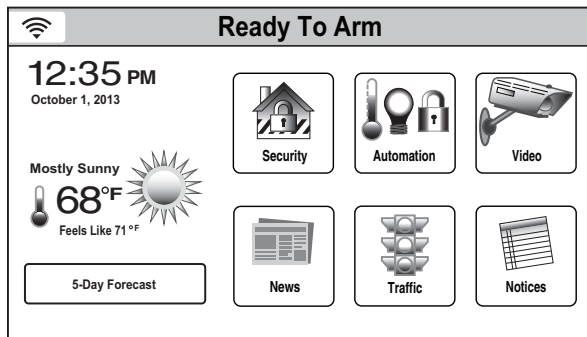 Ready To Arm
12:35 PM
October 1, 2013
Mostly Sunny
68°F
Feels Like 71 °F
5-Day Forecast
Security
Automation
Video
News
Traffic
Notices